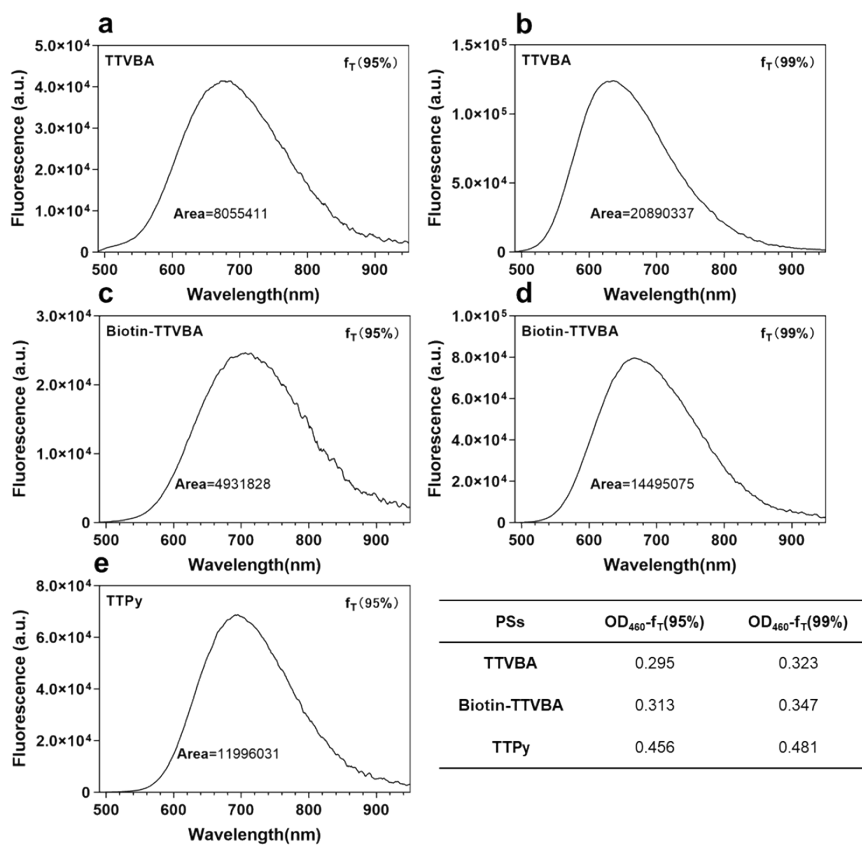 a
TTVBA
f_T(95%)
5.0×10⁴
4.0×10⁴
3.0×10⁴
2.0×10⁴
1.0×10⁴
0
Fluorescence (a.u.)
Area=8055411
500 600 700 800 900
Wavelength(nm)
b
TTVBA
f_T(99%)
1.5×10⁵
1.0×10⁵
5.0×10⁴
0
Fluorescence (a.u.)
Area=20890337
500 600 700 800 900
Wavelength(nm)
c
Biotin-TTVBA
f_T(95%)
3.0×10⁴
2.0×10⁴
1.0×10⁴
0
Fluorescence (a.u.)
Area=4931828
500 600 700 800 900
Wavelength(nm)
d
Biotin-TTVBA
f_T(99%)
1.0×10⁵
8.0×10⁴
6.0×10⁴
4.0×10⁴
2.0×10⁴
0
Fluorescence (a.u.)
Area=14495075
500 600 700 800 900
Wavelength(nm)
e
TTPy
f_T(95%)
8.0×10⁴
6.0×10⁴
4.0×10⁴
2.0×10⁴
0
Fluorescence (a.u.)
Area=11996031
500 600 700 800 900
Wavelength(nm)
PSs OD₄₆₀-f_T(95%) OD₄₆₀-f_T(99%)
TTVBA 0.295 0.323
Biotin-TTVBA 0.313 0.347
TTPy 0.456 0.481